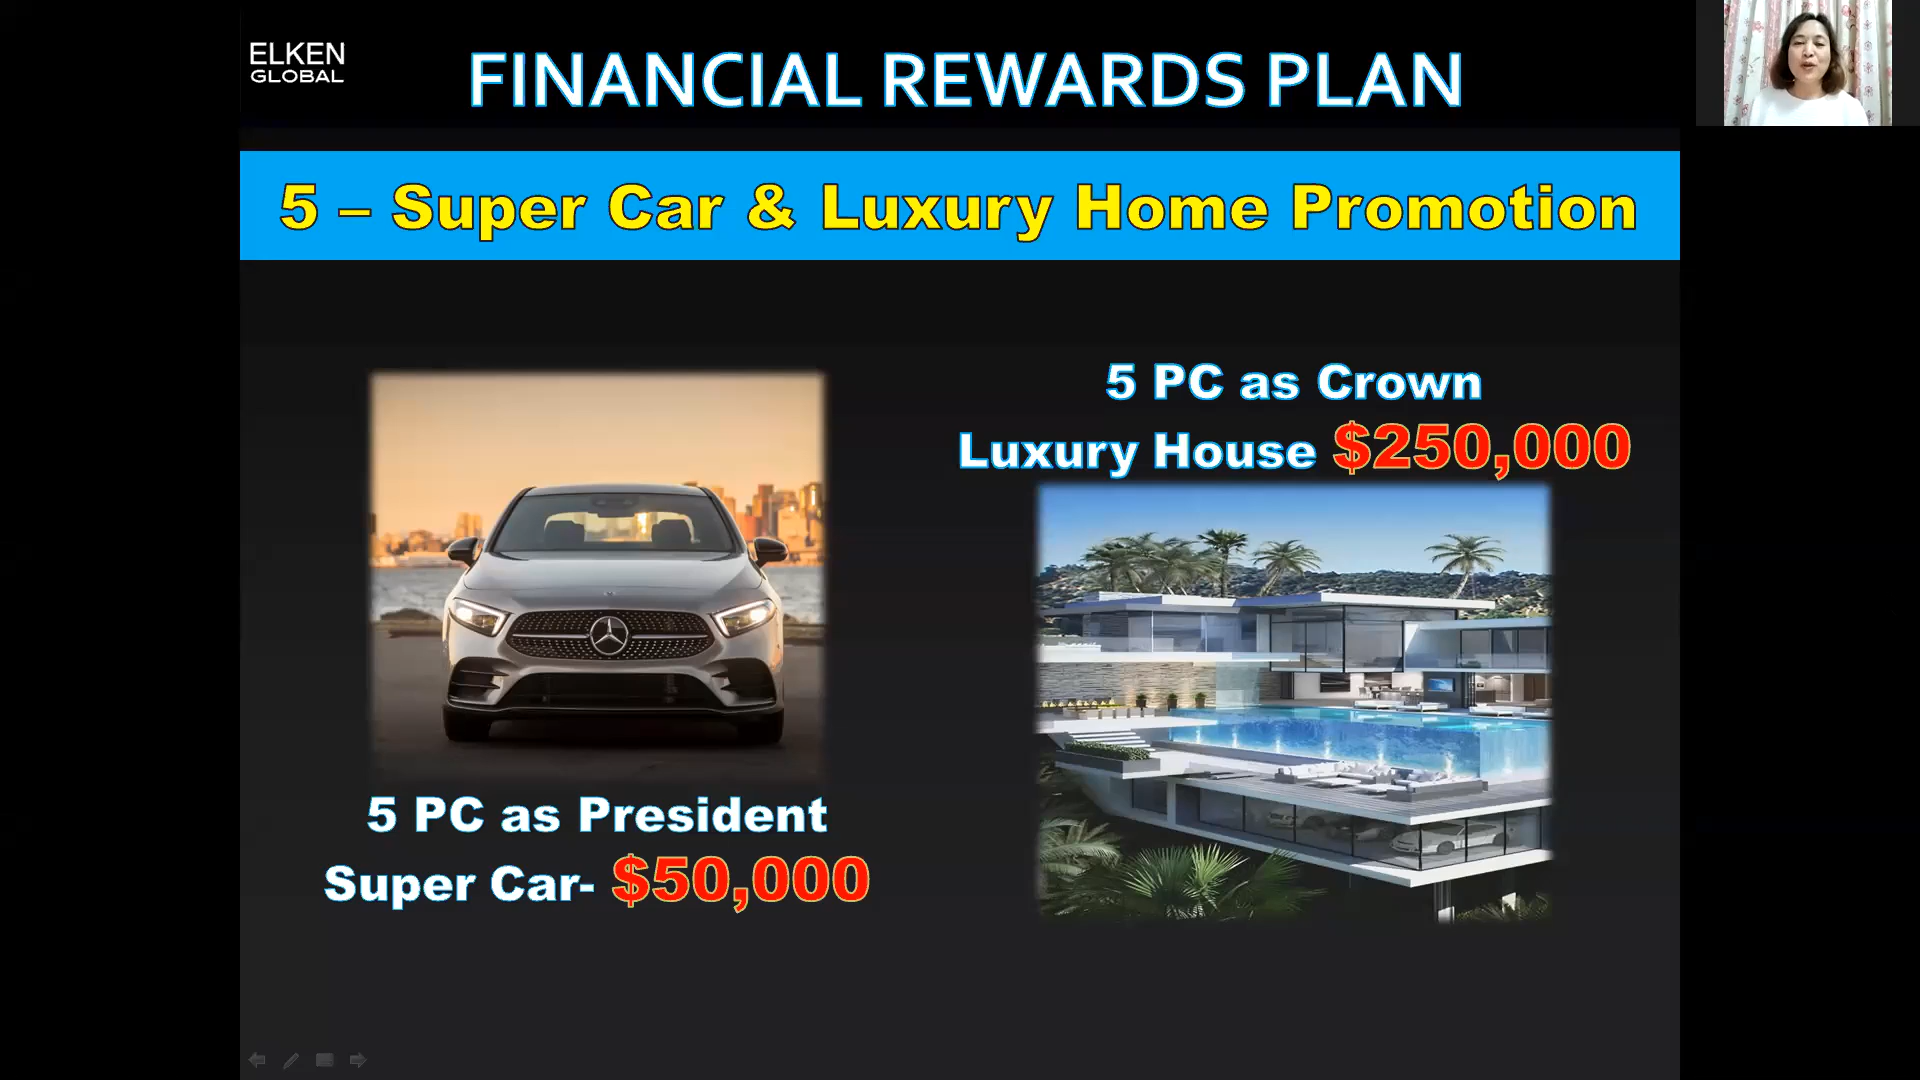 ELKEN
GLOBAL
FINANCIAL REWARDS PLAN
5 – Super Car & Luxury Home Promotion
5 PC as Crown
Luxury House $250,000
5 PC as President
Super Car- $50,000